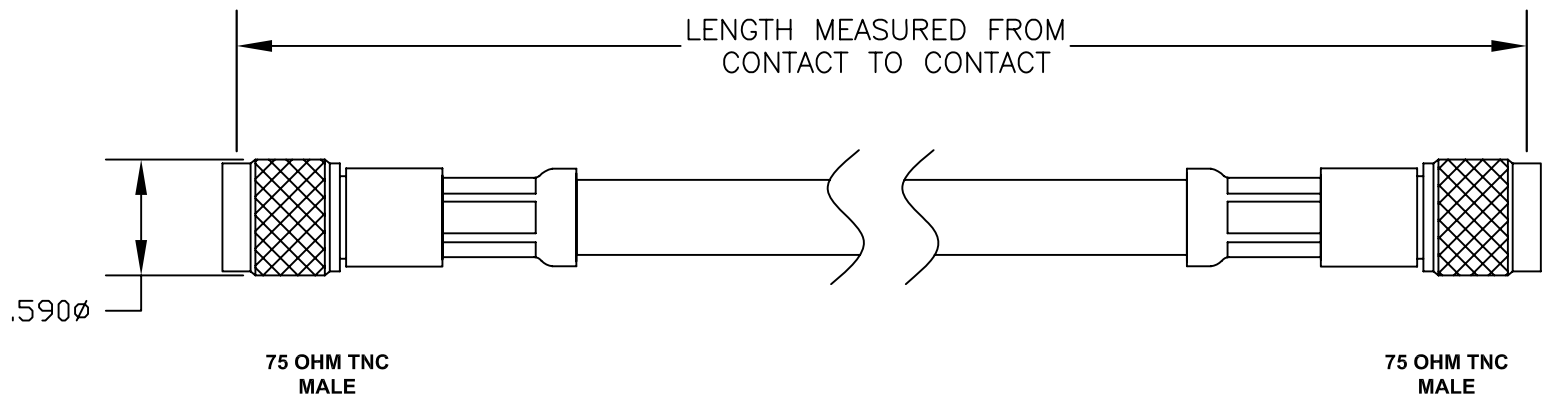 LENGTH MEASURED FROM
CONTACT TO CONTACT
.590ø
75 OHM TNC
MALE
75 OHM TNC
MALE